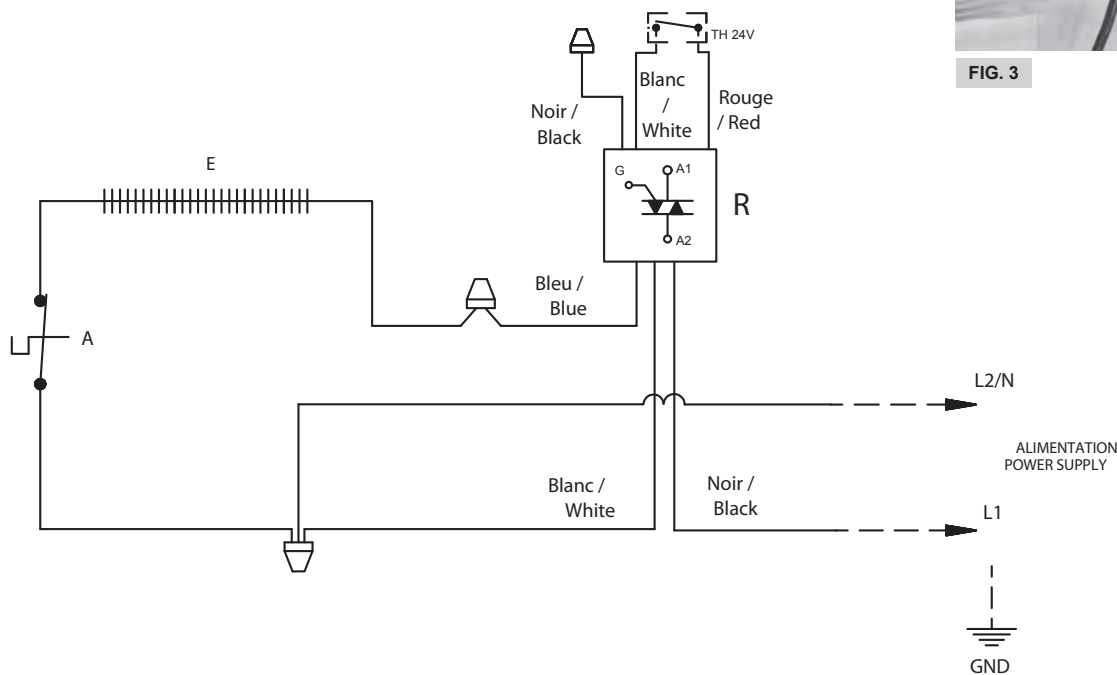 TH 24V
FIG. 3
Blanc
/
White
Rouge
/ Red
Noir /
Black
E
G
A1
R
A2
Bleu /
Blue
A
L2/N
ALIMENTATION
POWER SUPPLY
Blanc /
White
Noir /
Black
L1
GND